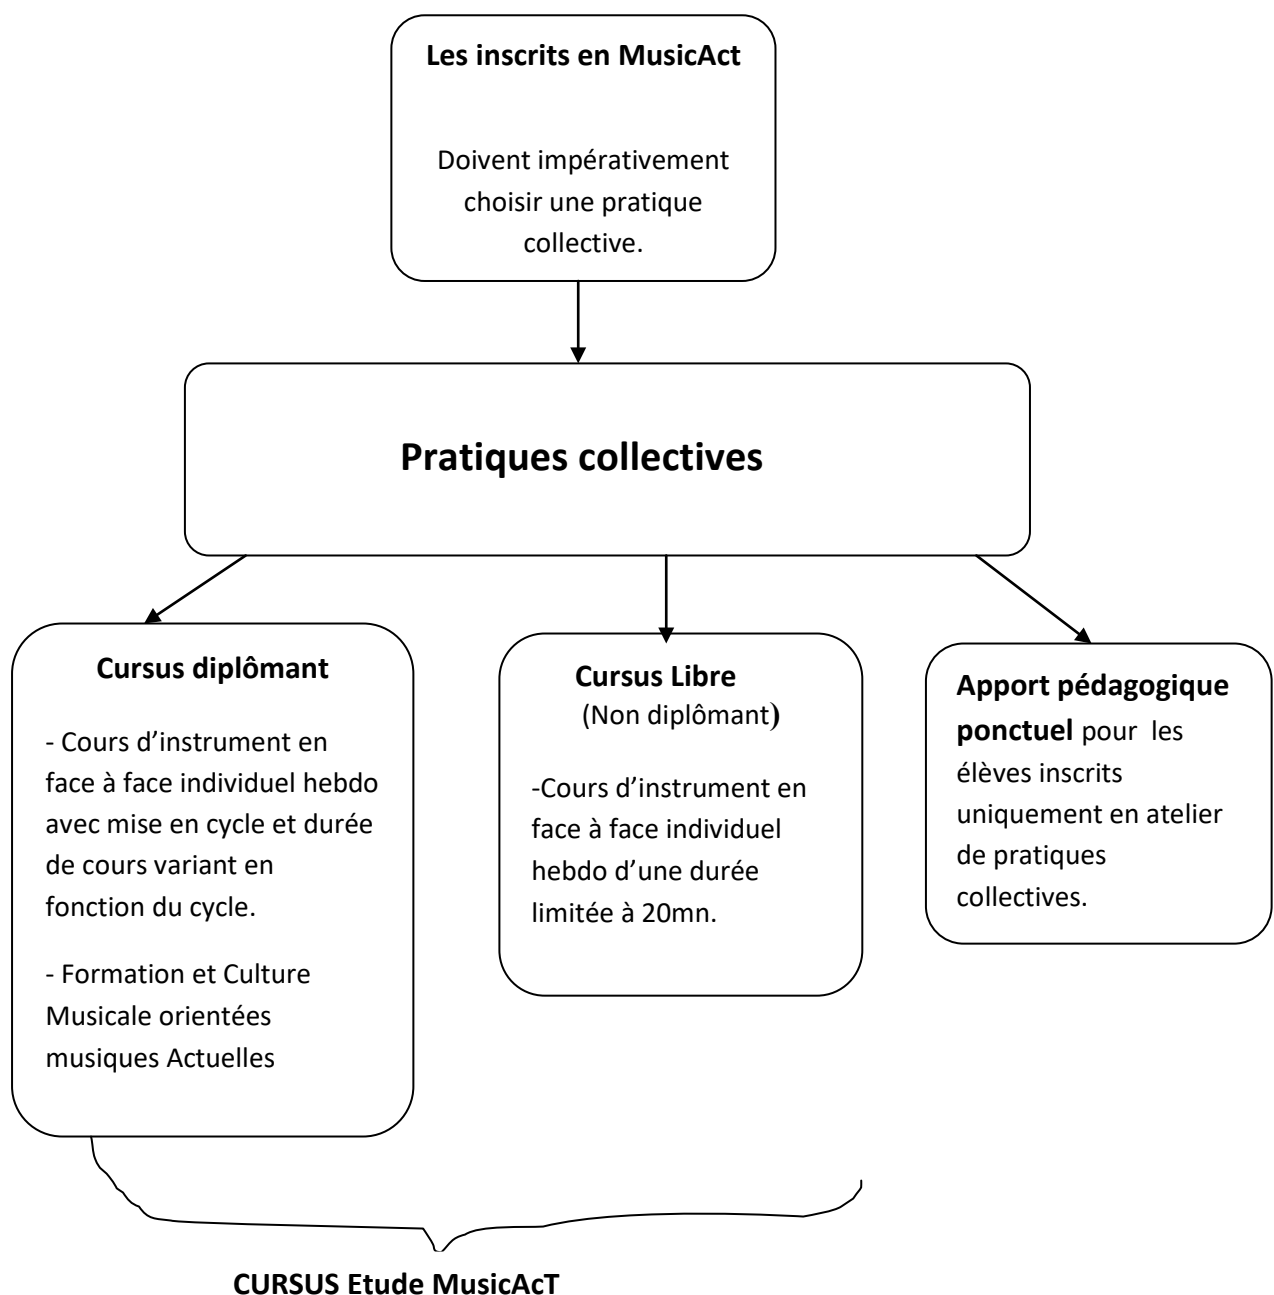 Les inscrits en MusicAct
Doivent impérativement
choisir une pratique
collective.
Pratiques collectives
Cursus diplômant
- Cours d’instrument en
face à face individuel hebdo
avec mise en cycle et durée
de cours variant en
fonction du cycle.
- Formation et Culture
Musicale orientées
musiques Actuelles
Cursus Libre
(Non diplômant)
-Cours d’instrument en
face à face individuel
hebdo d’une durée
limitée à 20mn.
Apport pédagogique
ponctuel pour les
élèves inscrits
uniquement en atelier
de pratiques
collectives.
CURSUS Etude MusicAcT